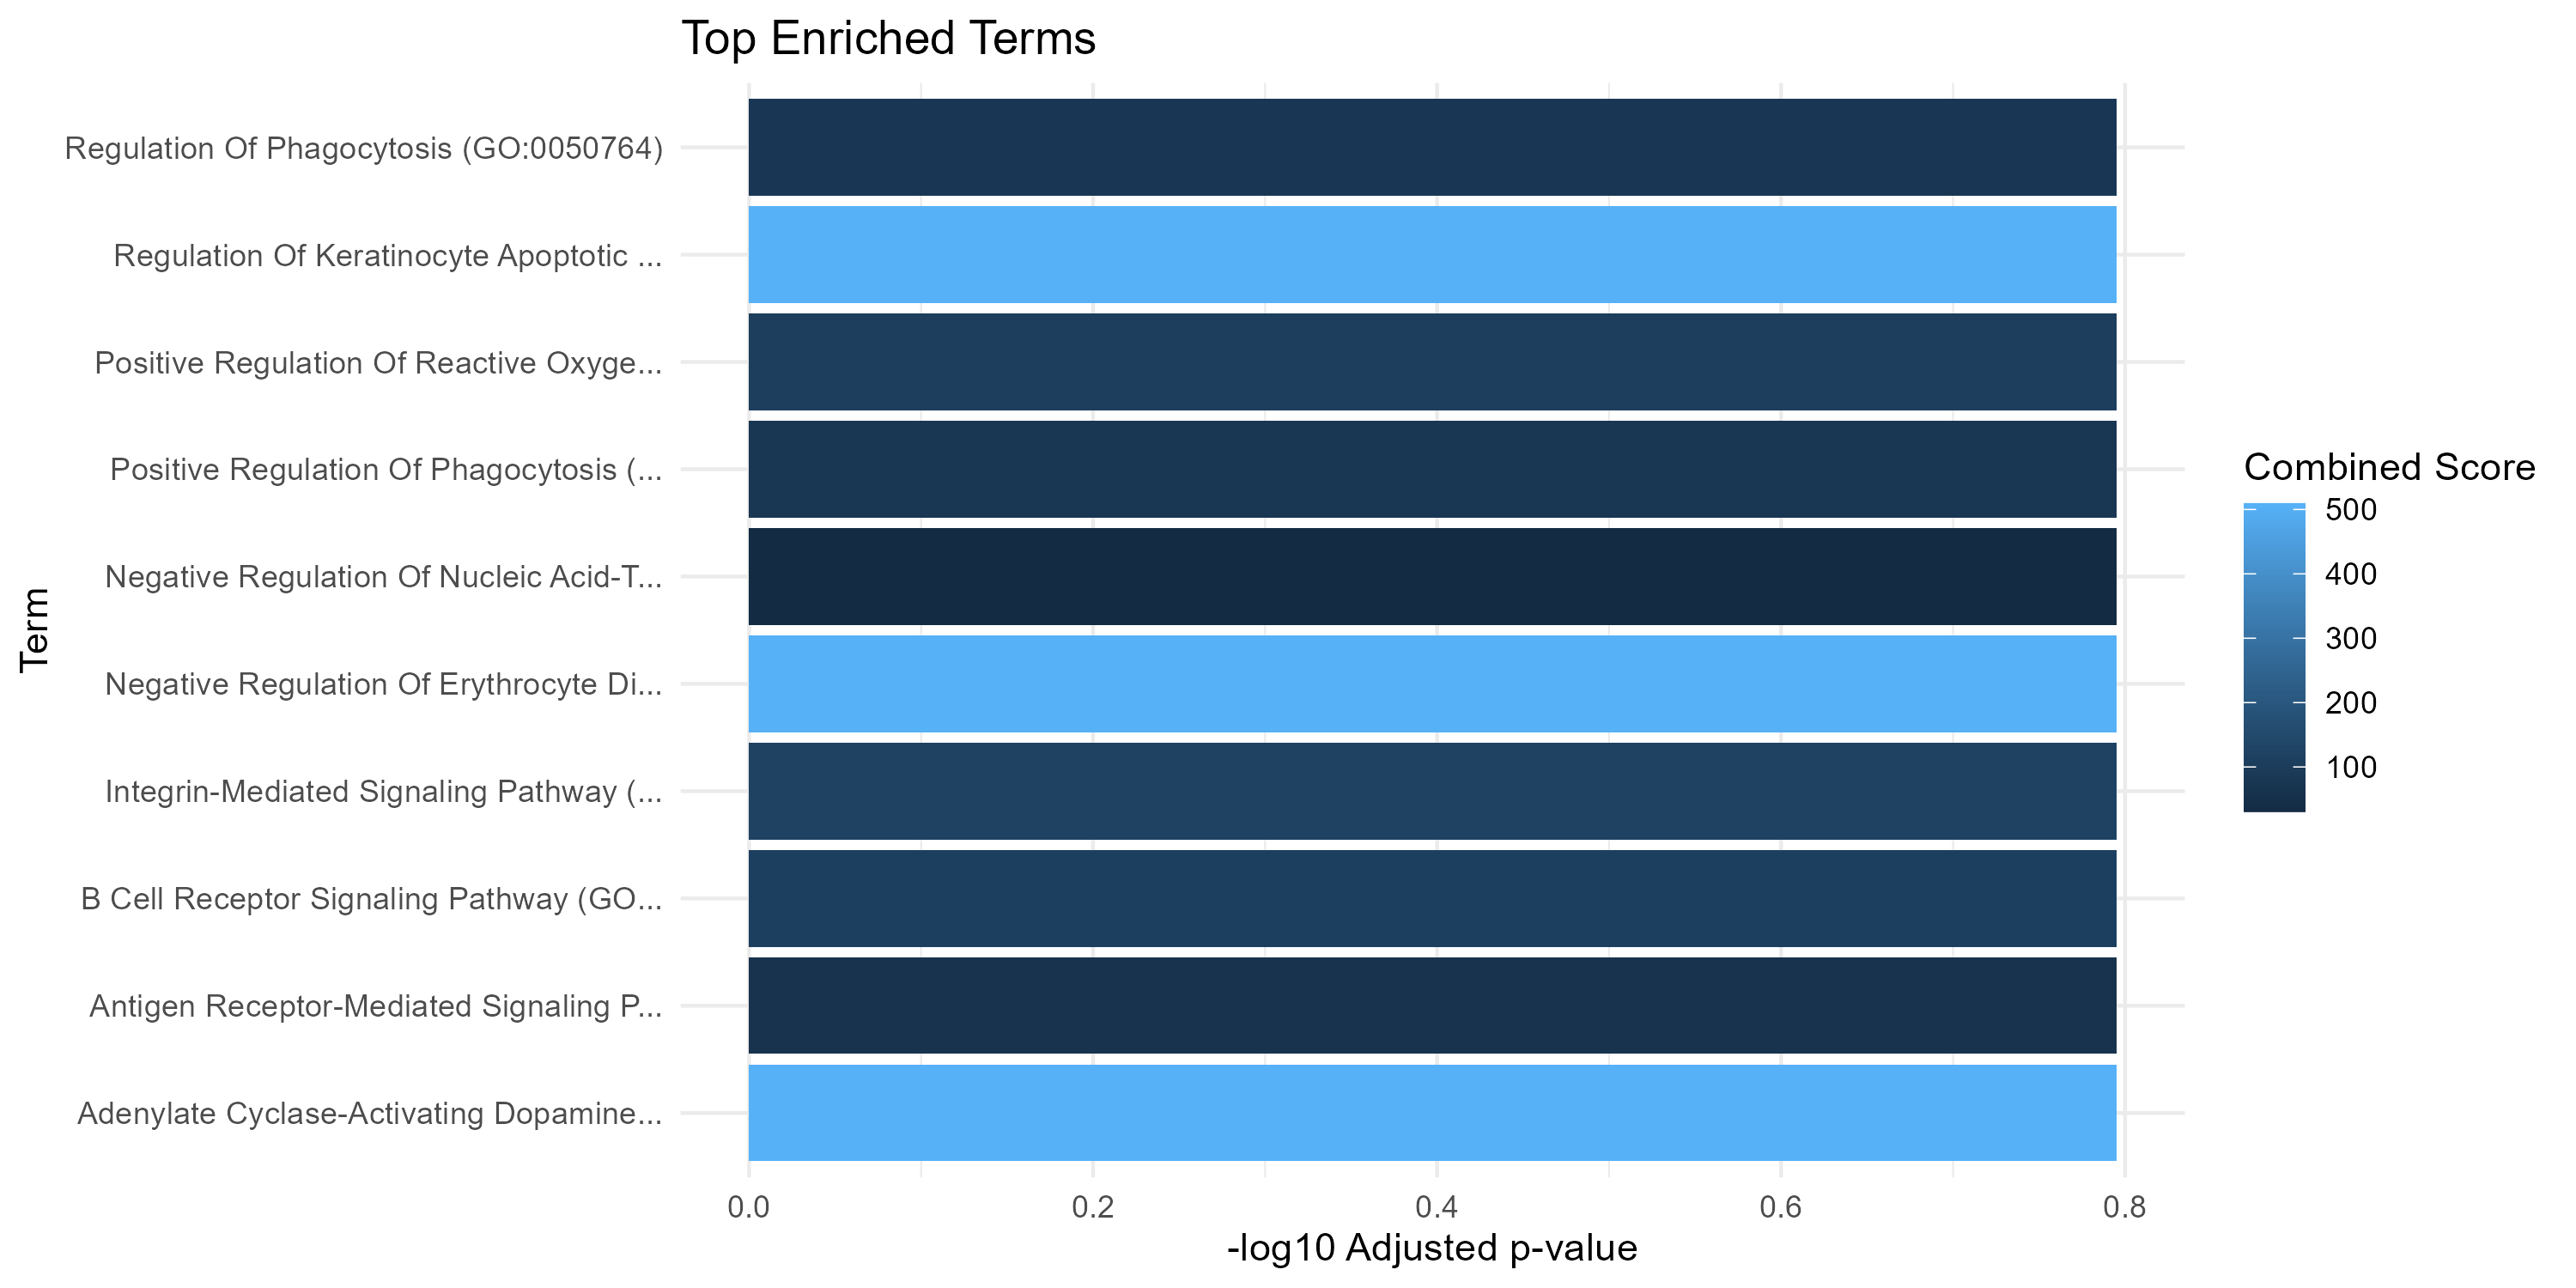 Top Enriched Terms
Regulation Of Phagocytosis (GO:0050764)
Regulation Of Keratinocyte Apoptotic ...
Positive Regulation Of Reactive Oxyge...
Positive Regulation Of Phagocytosis (...
Negative Regulation Of Nucleic Acid-T...
Negative Regulation Of Erythrocyte Di...
Integrin-Mediated Signaling Pathway (...
B Cell Receptor Signaling Pathway (GO...
Antigen Receptor-Mediated Signaling P...
Adenylate Cyclase-Activating Dopamine...
Term
0.0 0.2 0.4 0.6 0.8
-log10 Adjusted p-value
Combined Score
500
400
300
200
100